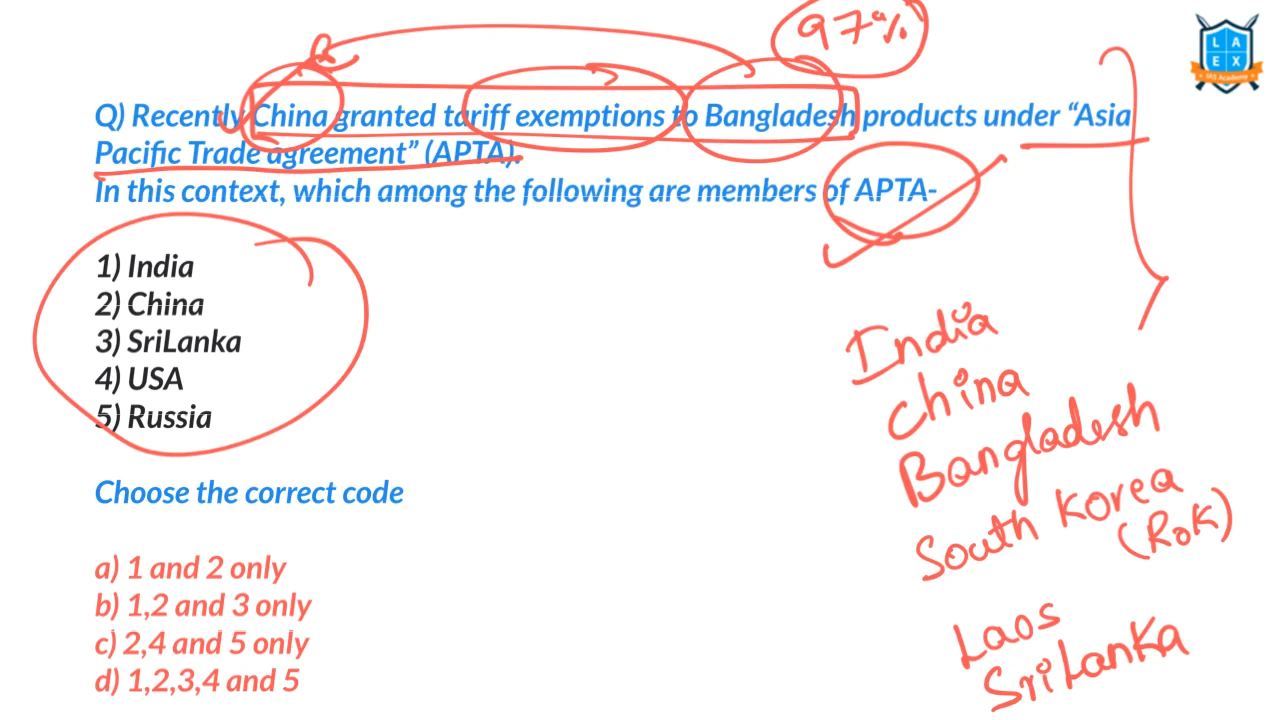 97%
L A
E X
IAS Academy
Q) Recently China granted tariff exemptions to Bangladesh products under “Asia
Pacific Trade agreement” (APTA).
In this context, which among the following are members of APTA-
1) India
2) China
3) SriLanka
4) USA
5) Russia
Choose the correct code
a) 1 and 2 only
b) 1,2 and 3 only
c) 2,4 and 5 only
d) 1,2,3,4 and 5
India
China
Bangladesh
South Korea
(RoK)
Laos
SriLanka